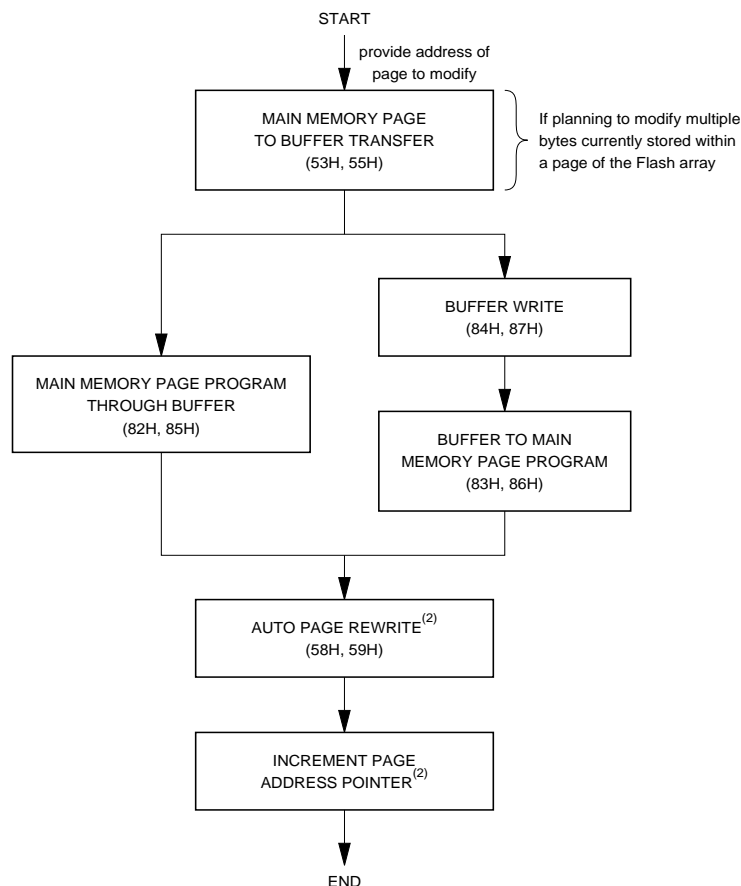 START
provide address of
page to modify
MAIN MEMORY PAGE
TO BUFFER TRANSFER
(53H, 55H)
If planning to modify multiple
bytes currently stored within
a page of the Flash array
BUFFER WRITE
(84H, 87H)
MAIN MEMORY PAGE PROGRAM
THROUGH BUFFER
(82H, 85H)
BUFFER TO MAIN
MEMORY PAGE PROGRAM
(83H, 86H)
AUTO PAGE REWRITE(2)
(58H, 59H)
INCREMENT PAGE
ADDRESS POINTER(2)
END